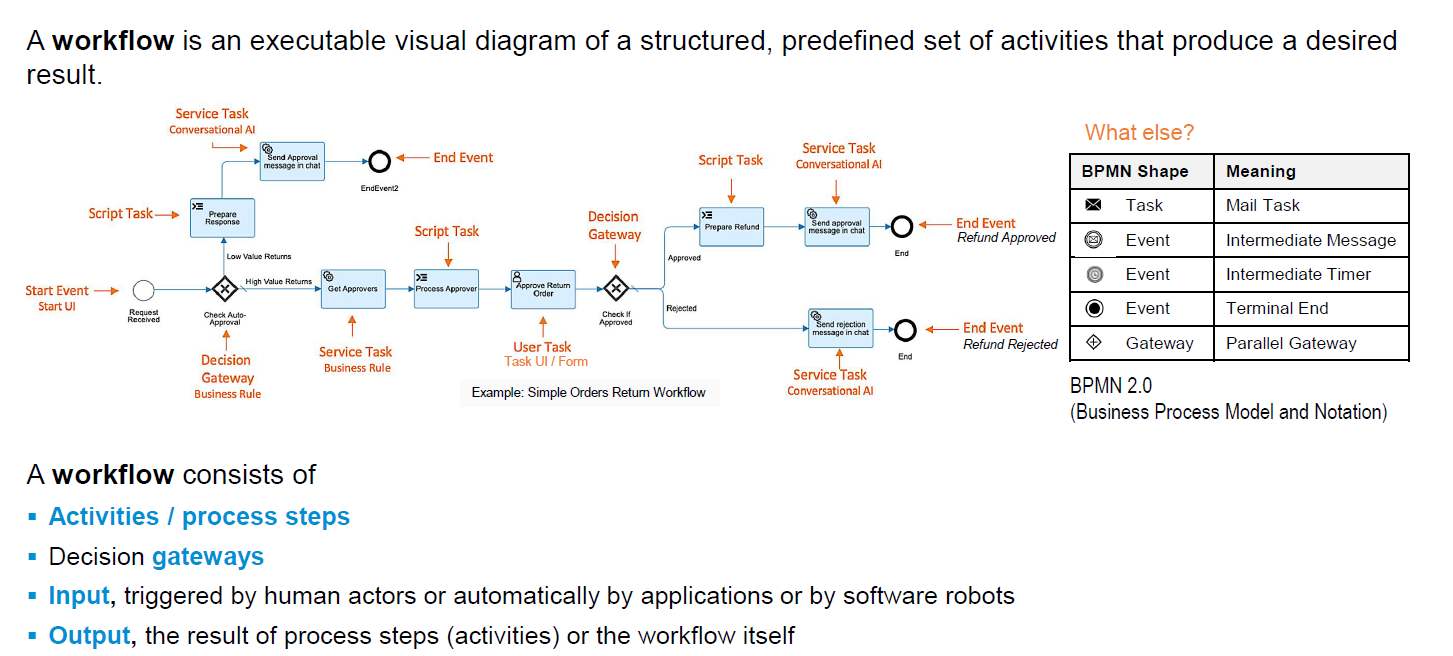 A workflow is an executable visual diagram of a structured, predefined set of activities that produce a desired
result.
Service Task
Conversational AI
Send Approval
message in chat
End Event
EndEvent2
Script Task
Prepare
Response
Low Value Returns
Start Event
Start UI
Request
Received
High Value Returns
Check Auto-
Approval
Decision
Gateway
Business Rule
Get Approvers
Service Task
Business Rule
Script Task
Process Approver
Approve Return
Order
User Task
Task UI / Form
Decision
Gateway
Check If
Approved
Approved
Rejected
Script Task
Prepare Refund
Service Task
Conversational AI
Send approval
message in chat
End
End Event
Refund Approved
Send rejection
message in chat
End
End Event
Refund Rejected
Service Task
Conversational AI
Example: Simple Orders Return Workflow
What else?
BPMN Shape Meaning
Task Mail Task
Event Intermediate Message
Event Intermediate Timer
Event Terminal End
Gateway Parallel Gateway
BPMN 2.0
(Business Process Model and Notation)
A workflow consists of
▪ Activities / process steps
▪ Decision gateways
▪ Input, triggered by human actors or automatically by applications or by software robots
▪ Output, the result of process steps (activities) or the workflow itself